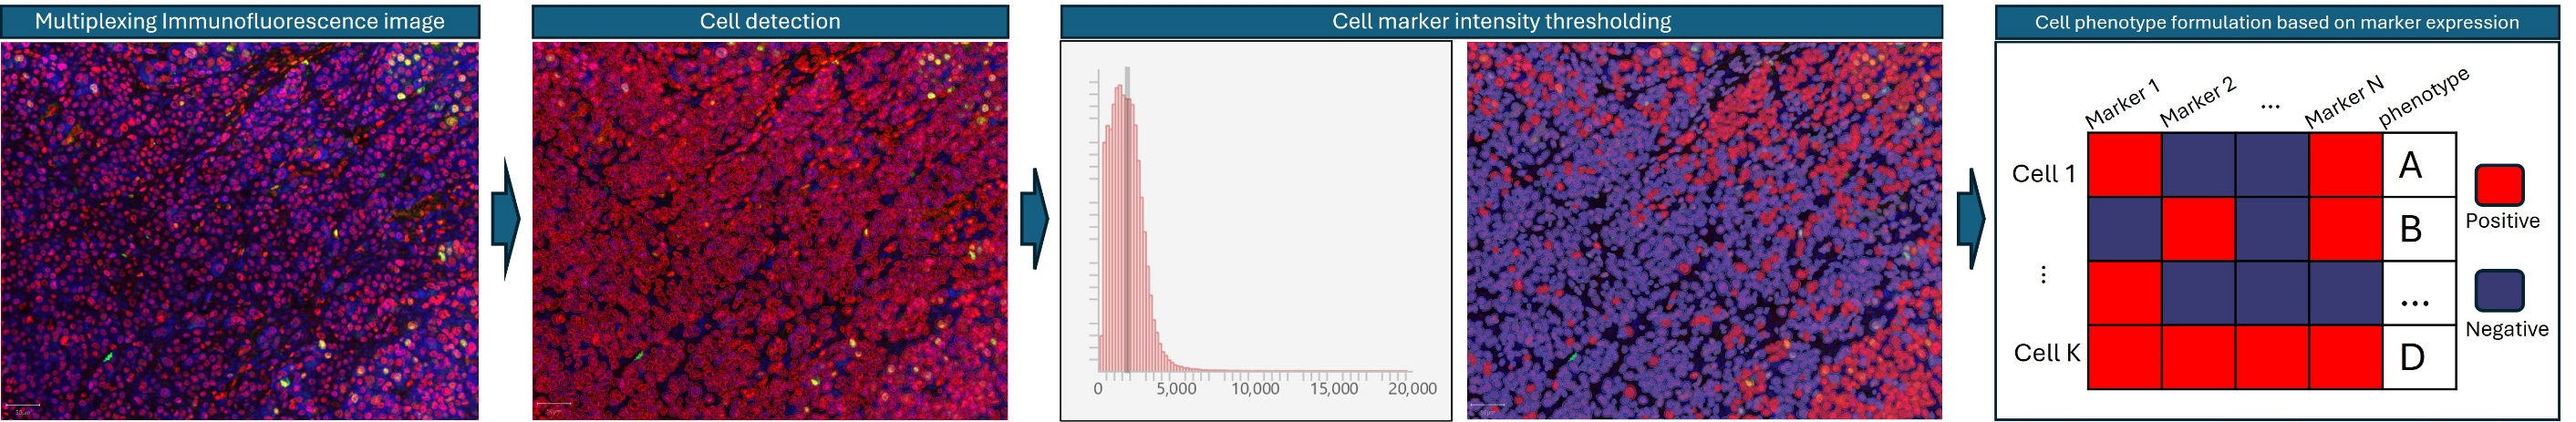 Multiplexing Immunofluorescence image
Cell detection
Cell marker intensity thresholding
Cell phenotype formulation based on marker expression
0 5,000 10,000 15,000 20,000
Marker 1 Marker 2 ... Marker N phenotype
Cell 1 A
B
⋮ ...
Cell K D
Positive
Negative